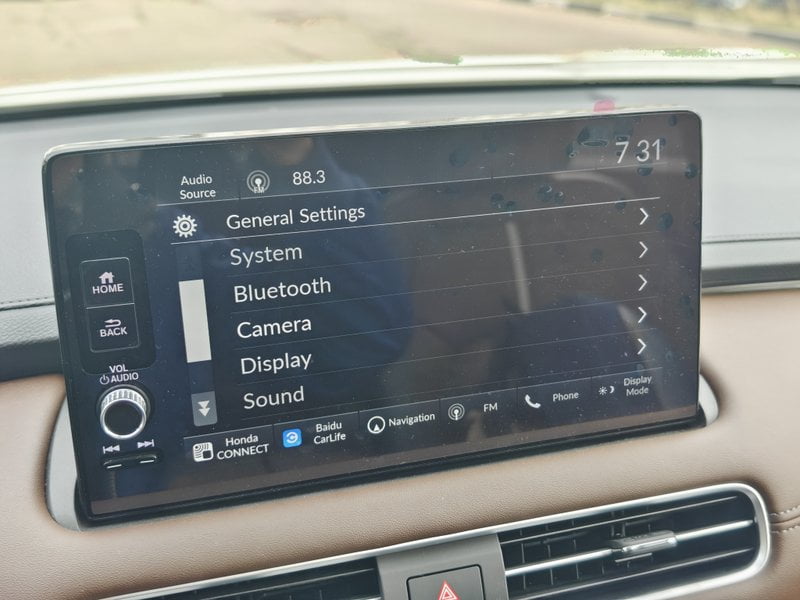 Audio
Source
FM
88.3
7 31
General Settings
System
Bluetooth
Camera
Display
Sound
HOME
BACK
VOL
AUDIO
Honda
CONNECT
Baidu
CarLife
Navigation
FM
Phone
Display
Mode